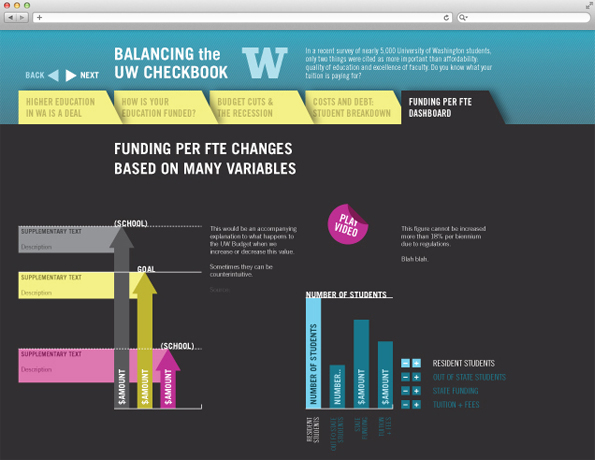 BALANCING the
UW CHECKBOOK
W
In a recent survey of nearly 5,000 University of Washington students,
only two things were cited as more important than affordability:
quality of education and excellence of faculty. Do you know what your
tuition is paying for?
BACK
NEXT
HIGHER EDUCATION
IN WA IS A DEAL
HOW IS YOUR
EDUCATION FUNDED?
BUDGET CUTS &
THE RECESSION
COSTS AND DEBT:
STUDENT BREAKDOWN
FUNDING PER FTE
DASHBOARD
FUNDING PER FTE CHANGES
BASED ON MANY VARIABLES
(SCHOOL)
SUPPLEMENTARY TEXT
Description
GOAL
SUPPLEMENTARY TEXT
Description
(SCHOOL)
SUPPLEMENTARY TEXT
Description
$AMOUNT
$AMOUNT
$AMOUNT
This would be an accompanying
explanation to what happens to
the UW Budget when we
increase or decrease this value.
Sometimes they can be
counterintuitive.
Source
PLAY
VIDEO
This figure cannot be increased
more than 18% per biennium
due to regulations.
Blah blah.
NUMBER OF STUDENTS
NUMBER OF STUDENTS
NUMBER..
$AMOUNT
$AMOUNT
RESIDENT
STUDENTS
OUT OF STATE
STUDENTS
STATE
FUNDING
TUITION
+ FEES
RESIDENT STUDENTS
OUT OF STATE STUDENTS
STATE FUNDING
TUITION + FEES